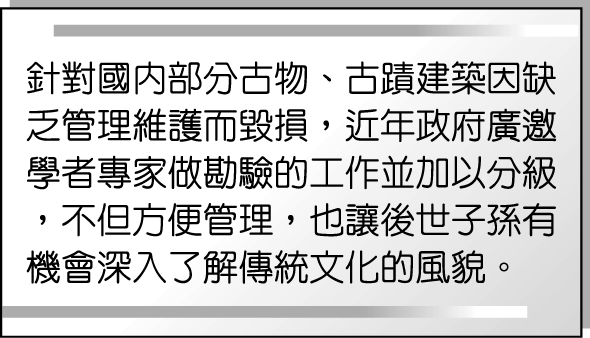 針對國內部分古物、古蹟建築因缺
乏管理維護而毀損，近年政府廣邀
學者專家做勘驗的工作並加以分級
，不但方便管理，也讓後世子孫有
機會深入了解傳統文化的風貌。